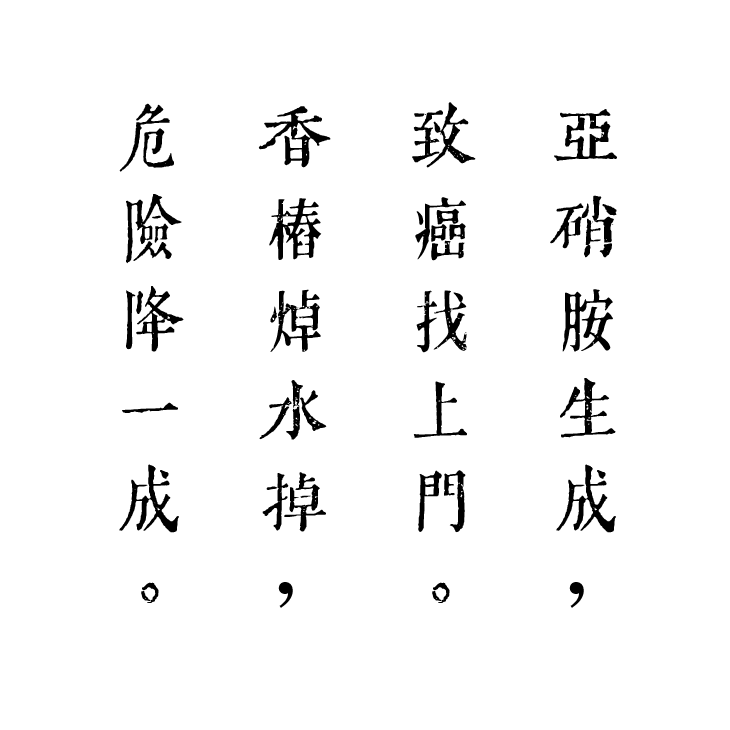 亞硝胺生成，
致癌找上門。
香椿焯水掉，
危險降一成。